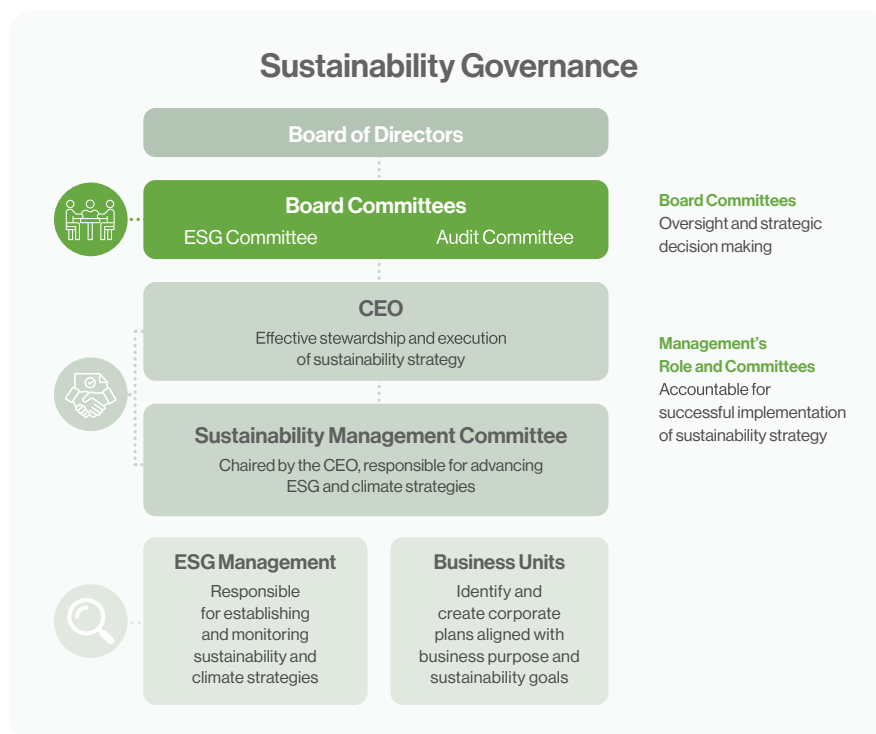 Sustainability Governance
Board of Directors
Board Committees
ESG Committee
Audit Committee
Board Committees
Oversight and strategic
decision making
CEO
Effective stewardship and execution
of sustainability strategy
Management's
Role and Committees
Accountable for
successful implementation
of sustainability strategy
Sustainability Management Committee
Chaired by the CEO, responsible for advancing
ESG and climate strategies
ESG Management
Responsible
for establishing
and monitoring
sustainability and
climate strategies
Business Units
Identify and
create corporate
plans aligned with
business purpose and
sustainability goals